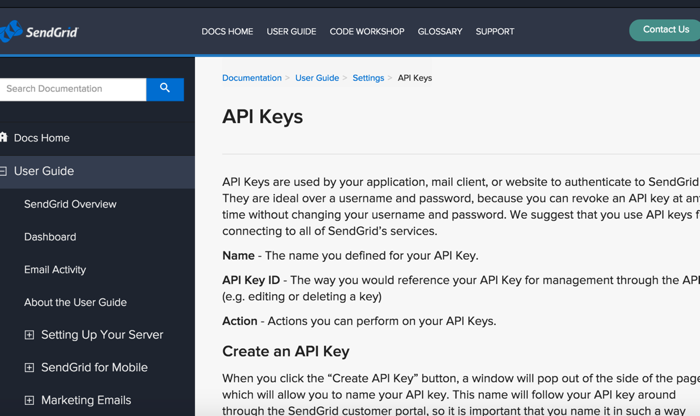 SendGrid
DOCS HOME USER GUIDE CODE WORKSHOP GLOSSARY SUPPORT
Contact Us
Search Documentation
Docs Home
User Guide
SendGrid Overview
Dashboard
Email Activity
About the User Guide
Setting Up Your Server
SendGrid for Mobile
Marketing Emails
Documentation > User Guide > Settings > API Keys
API Keys
API Keys are used by your application, mail client, or website to authenticate to SendGrid
They are ideal over a username and password, because you can revoke an API key at
time without changing your username and password. We suggest that you use API keys
connecting to all of SendGrid’s services.
Name - The name you defined for your API Key.
API Key ID - The way you would reference your API Key for management through the API
(e.g. editing or deleting a key)
Action - Actions you can perform on your API Keys.
Create an API Key
When you click the “Create API Key” button, a window will pop out of the side of the page
which will allow you to name your API key. This name will follow your API key around
through the SendGrid customer portal, so it is important that you name it in such a way